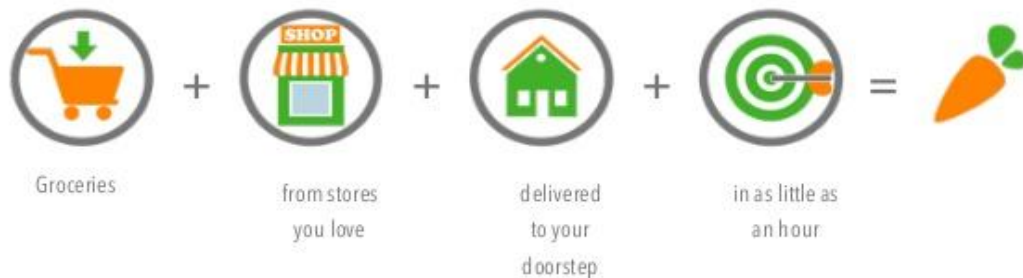 SHOP
+ + + =
Groceries
from stores
you love
delivered
to your
doorstep
in as little as
an hour